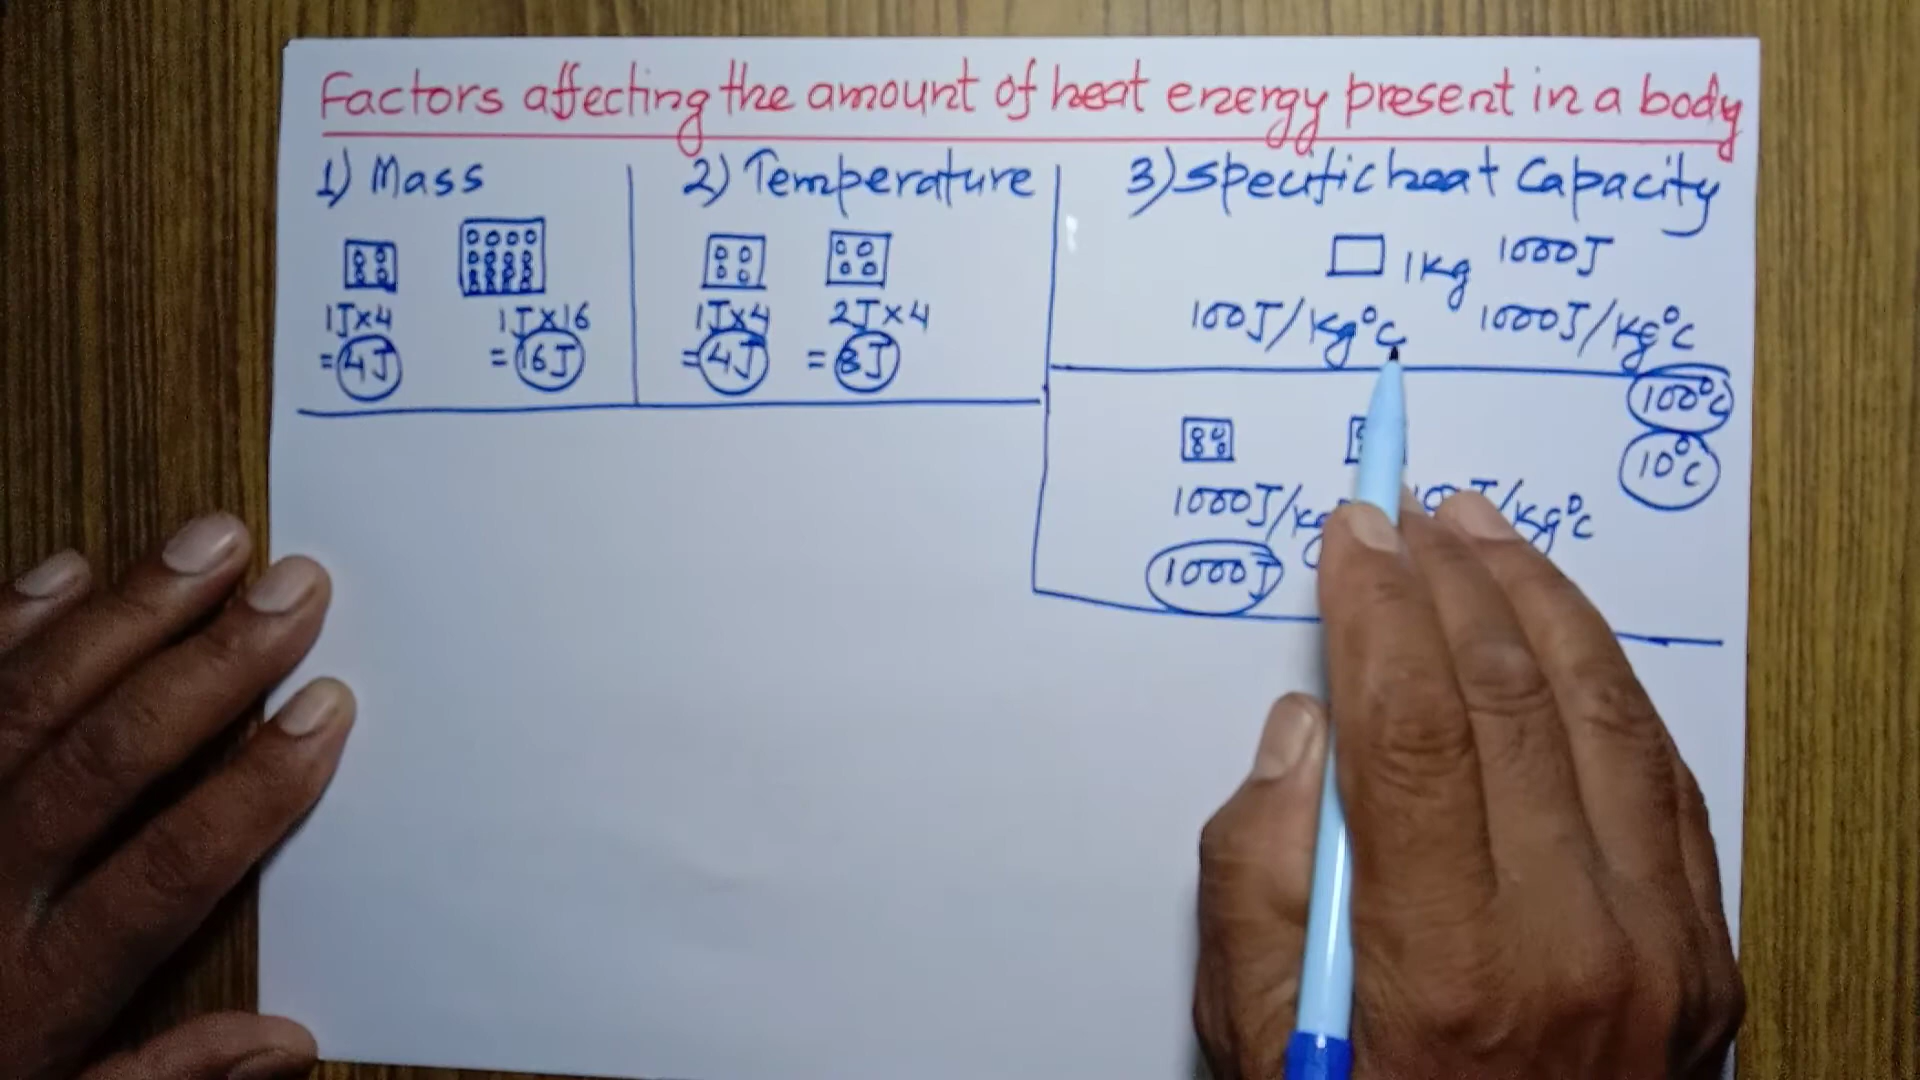 Factors affecting the amount of heat energy present in a body
1) Mass
1J×4
= 4J
1J×16
= 16J
2) Temperature
1J×4
= 4J
2J×4
= 8J
3) Specific heat Capacity
1kg 1000J
100J/kg°C
1000J/kg°C
100°C
10°C
1000J/kg
J/kg°C
1000J